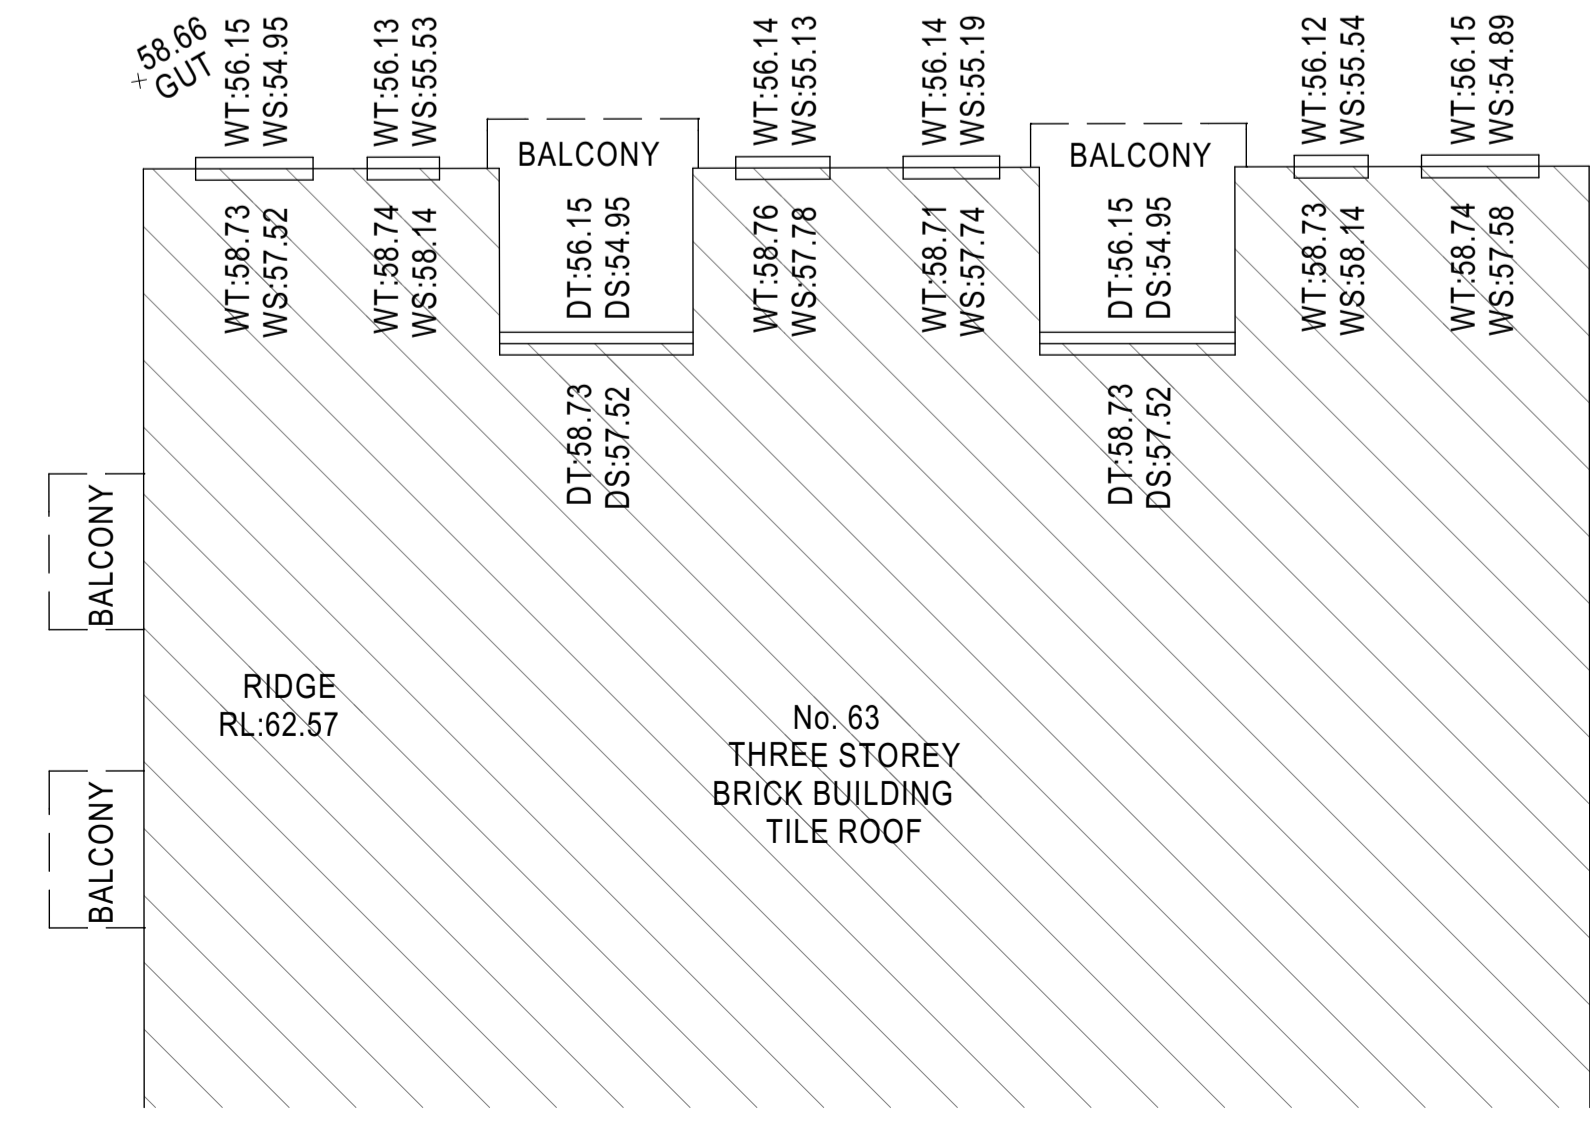 +58.66
GUT
WT:56.15
WS:54.95
WT:56.13
WS:55.53
WT:56.14
WS:55.13
WT:56.14
WS:55.19
WT:56.12
WS:55.54
WT:56.15
WS:54.89
BALCONY
BALCONY
WT:58.73
WS:57.52
WT:58.74
WS:58.14
DT:56.15
DS:54.95
WT:58.76
WS:57.78
WT:58.71
WS:57.74
DT:56.15
DS:54.95
WT:58.73
WS:58.14
WT:58.74
WS:57.58
DT:58.73
DS:57.52
DT:58.73
DS:57.52
BALCONY
RIDGE
RL:62.57
No. 63
THREE STOREY
BRICK BUILDING
TILE ROOF
BALCONY